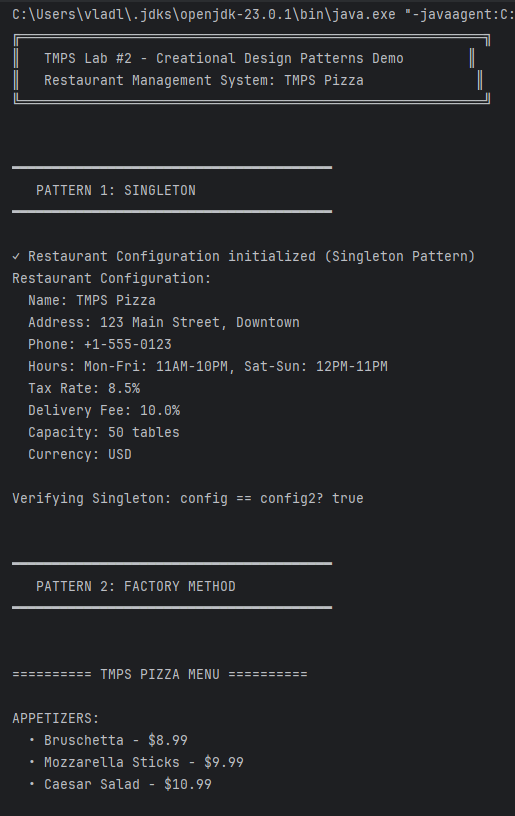 C:\Users\vladl\.jdks\openjdk-23.0.1\bin\java.exe "-javaagent:C:
TMPS Lab #2 - Creational Design Patterns Demo
Restaurant Management System: TMPS Pizza
PATTERN 1: SINGLETON
✓ Restaurant Configuration initialized (Singleton Pattern)
Restaurant Configuration:
Name: TMPS Pizza
Address: 123 Main Street, Downtown
Phone: +1-555-0123
Hours: Mon-Fri: 11AM-10PM, Sat-Sun: 12PM-11PM
Tax Rate: 8.5%
Delivery Fee: 10.0%
Capacity: 50 tables
Currency: USD
Verifying Singleton: config == config2? true
PATTERN 2: FACTORY METHOD
========== TMPS PIZZA MENU ==========
APPETIZERS:
• Bruschetta - $8.99
• Mozzarella Sticks - $9.99
• Caesar Salad - $10.99